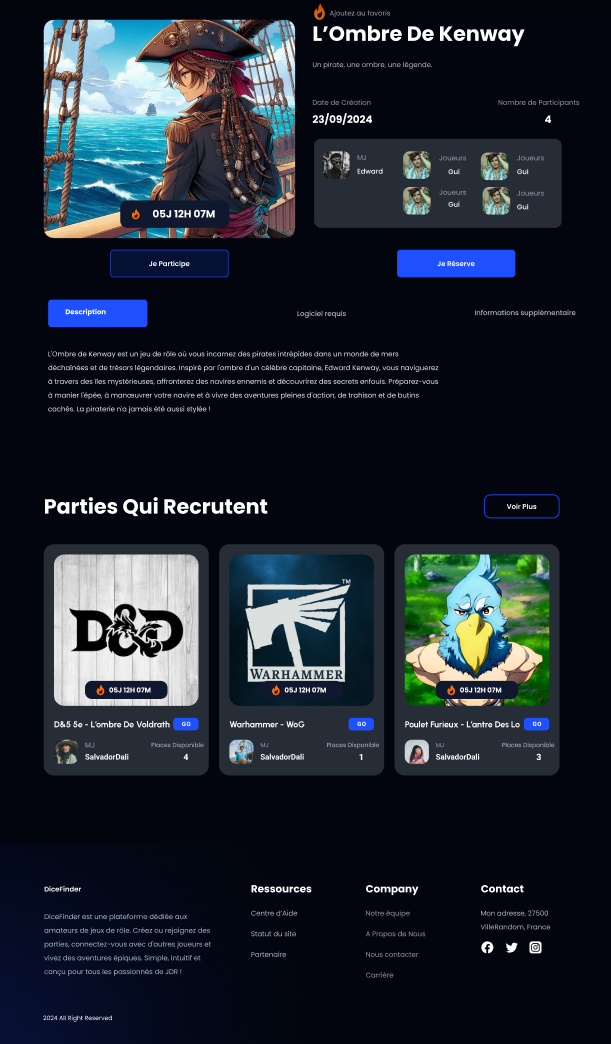 Ajoutez au favoris
L’Ombre De Kenway
Un pirate, une ombre, une légende.
Date de Création
Nombre de Participants
23/09/2024
4
MJ
Edward
Joueurs
Gui
Joueurs
Gui
Joueurs
Gui
Joueurs
Gui
05J 12H 07M
Je Participe
Je Réserve
Description
Logiciel requis
Informations supplémentaire
L'Ombre de Kenway est un jeu de rôle où vous incarnez des pirates intrépides dans un monde de mers
déchaînées et de trésors légendaires. Inspiré par l'ombre d'un célèbre capitaine, Edward Kenway, vous naviguerez
à travers des îles mystérieuses, affronterez des navires ennemis et découvrirez des secrets enfouis. Préparez-vous
à manier l'épée, à manœuvrer votre navire et à vivre des aventures pleines d'action, de trahison et de butins
cachés. La piraterie n'a jamais été aussi stylée !
Parties Qui Recrutent
Voir Plus
D&D
05J 12H 07M
D&5 5e - L'ombre De Voldrath
GO
MJ
SalvadorDali
Places Disponible
4
TM
WARHAMMER
05J 12H 07M
Warhammer - WoG
GO
MJ
SalvadorDali
Places Disponible
1
05J 12H 07M
Poulet Furieux - L'antre Des Lo
GO
MJ
SalvadorDali
Places Disponible
3
DiceFinder
DiceFinder est une plateforme dédiée aux
amateurs de jeux de rôle. Créez ou rejoignez des
parties, connectez-vous avec d'autres joueurs et
vivez des aventures épiques. Simple, intuitif et
conçu pour tous les passionnés de JDR !
Ressources
Centre d’Aide
Statut du site
Partenaire
Company
Notre équipe
A Propos de Nous
Nous contacter
Carrière
Contact
Mon adresse, 27500
VilleRandom, France
2024 All Right Reserved